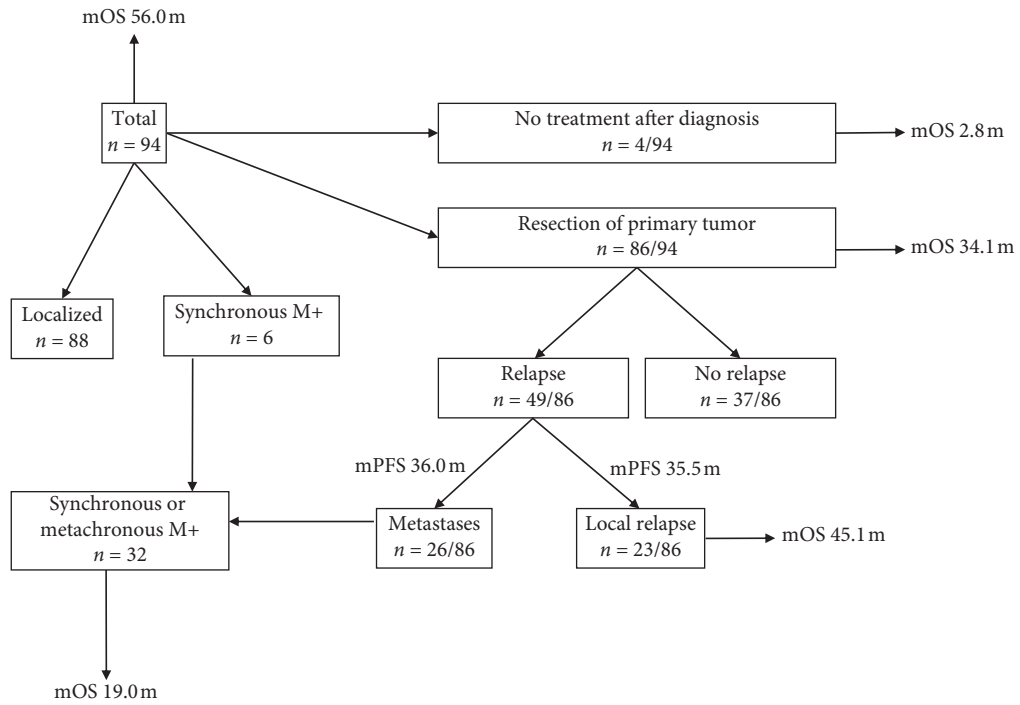 mOS 56.0 m
Total
n = 94
No treatment after diagnosis
n = 4/94
mOS 2.8 m
Resection of primary tumor
n = 86/94
mOS 34.1 m
Localized
n = 88
Synchronous M+
n = 6
Relapse
n = 49/86
No relapse
n = 37/86
mPFS 36.0 m
mPFS 35.5 m
Synchronous or
metachronous M+
n = 32
Metastases
n = 26/86
Local relapse
n = 23/86
mOS 45.1 m
mOS 19.0 m